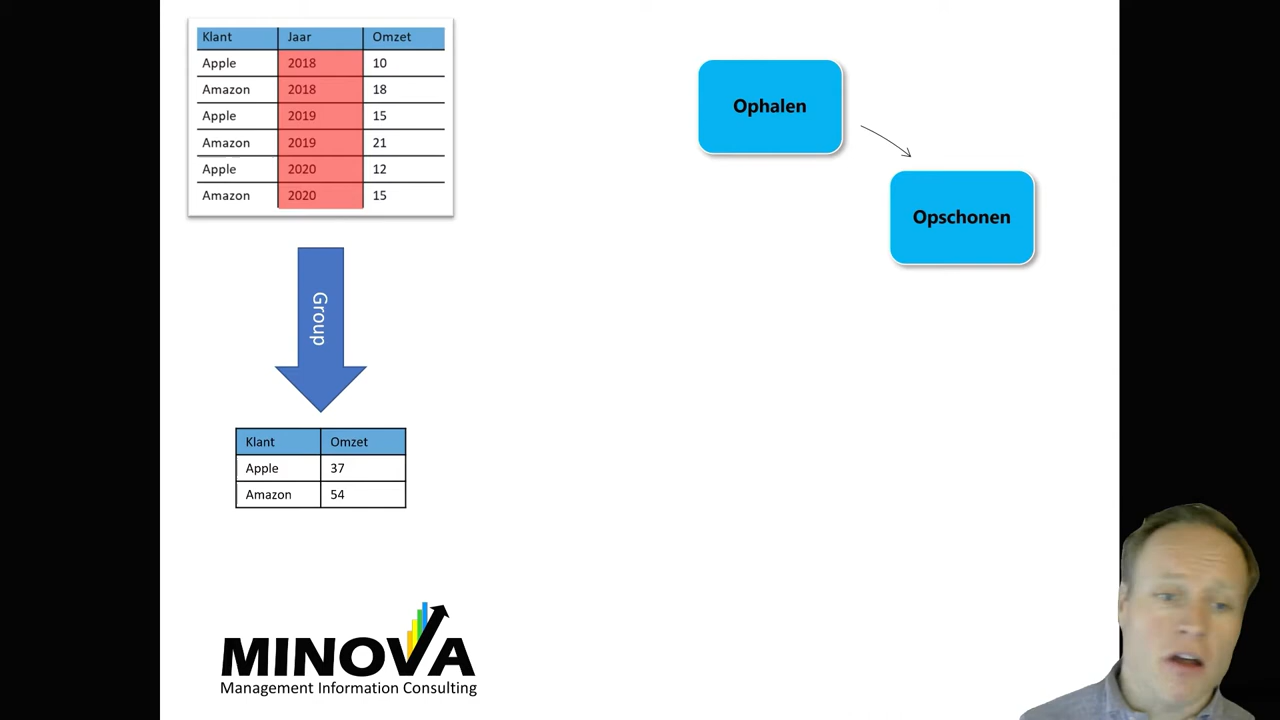 Klant Jaar Omzet
Apple 2018 10
Amazon 2018 18
Apple 2019 15
Amazon 2019 21
Apple 2020 12
Amazon 2020 15
Group
Klant Omzet
Apple 37
Amazon 54
MINOVA
Management Information Consulting
Ophalen
Opschonen